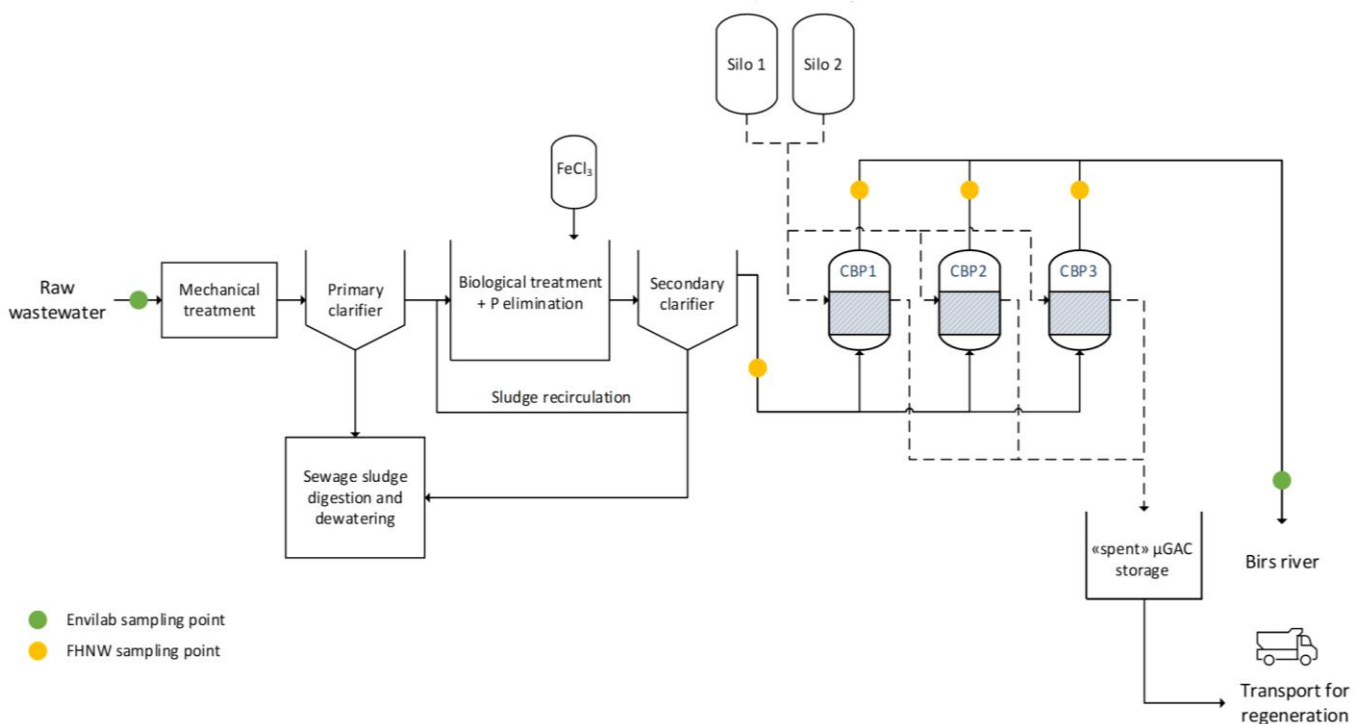 Silo 1
Silo 2
FeCl₃
Raw
wastewater
Mechanical
treatment
Primary
clarifier
Biological treatment
+ P elimination
Secondary
clarifier
CBP1
CBP2
CBP3
Sludge recirculation
Sewage sludge
digestion and
dewatering
«spent» µGAC
storage
Birs river
Envilab sampling point
FHNW sampling point
Transport for
regeneration